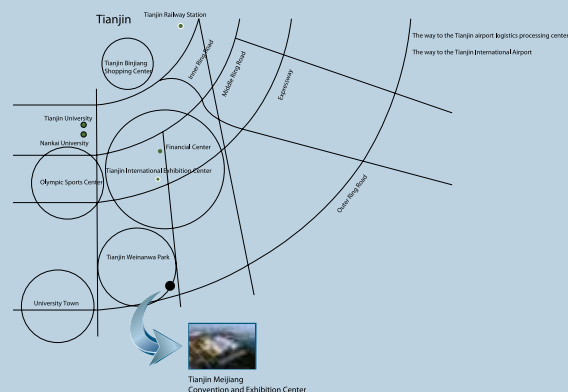 Tianjin
Tianjin Railway Station
The way to the Tianjin airport logistics processing center
The way to the Tianjin International Airport
Inner Ring Road
Middle Ring Road
Expressway
Tianjin Binjiang
Shopping Center
Tianjin University
Nankai University
Financial Center
Tianjin International Exhibition Center
Olympic Sports Center
Outer Ring Road
Tianjin Weinanwa Park
University Town
Tianjin Meijiang
Convention and Exhibition Center